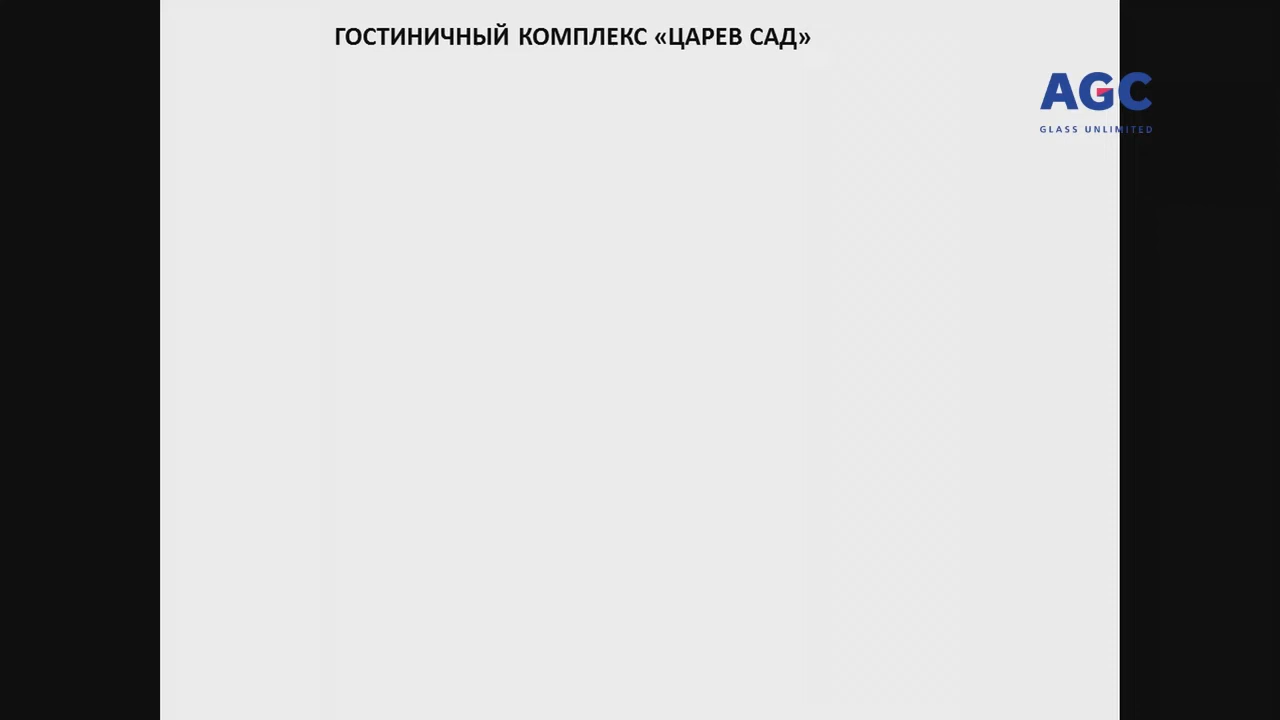 ГОСТИНИЧНЫЙ КОМПЛЕКС «ЦАРЕВ САД»
AGC
GLASS UNLIMITED